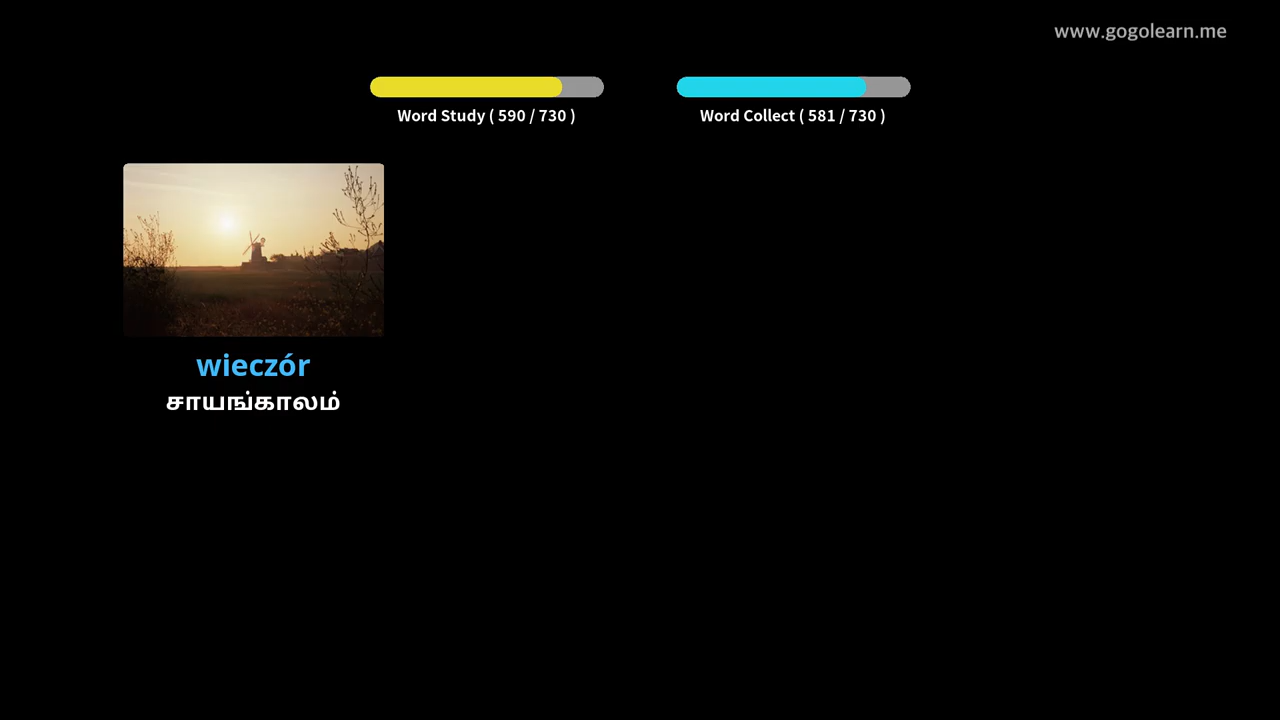 www.gogolearn.me
Word Study ( 590 / 730 )
Word Collect ( 581 / 730 )
wieczór
சாயங்காலம்